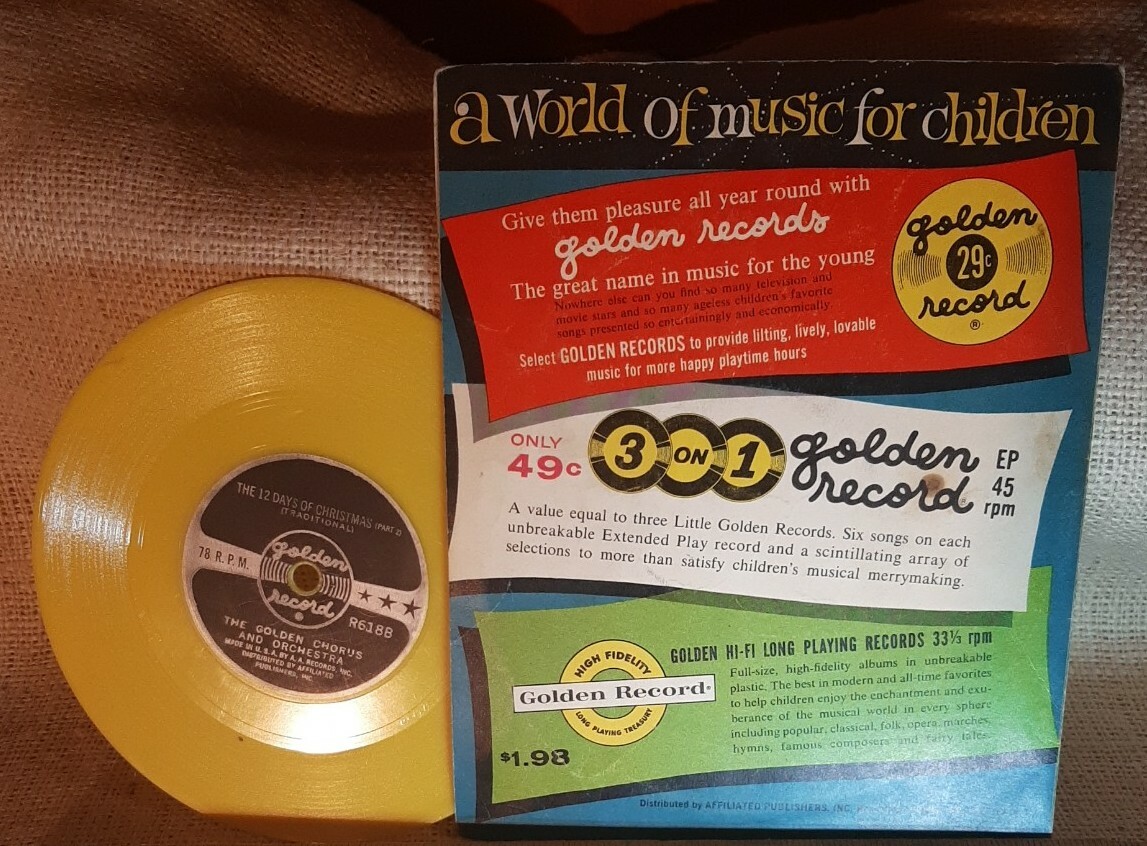 THE 12 DAYS OF CHRISTMAS (PART 2)
(TRADITIONAL)
78 R.P.M.
golden
record
®
R618B
THE GOLDEN CHORUS
AND ORCHESTRA
MADE IN U.S.A. BY A.A. RECORDS, INC.
DISTRIBUTED BY AFFILIATED
PUBLISHERS, INC.
a world of music for children
Give them pleasure all year round with
golden records
The great name in music for the young
Nowhere else can you find so many television and
movie stars and so many ageless children's favorite
songs presented so entertainingly and economically.
Select GOLDEN RECORDS to provide lilting, lively, lovable
music for more happy playtime hours
golden
29c
record
®
ONLY
49c
3 ON 1
golden
record
EP
45
rpm
A value equal to three Little Golden Records. Six songs on each
unbreakable Extended Play record and a scintillating array of
selections to more than satisfy children's musical merrymaking.
HIGH FIDELITY
Golden Record®
LONG PLAYING TREASURY
$1.98
GOLDEN HI-FI LONG PLAYING RECORDS 33⅓ rpm
Full-size, high-fidelity albums in unbreakable
plastic. The best in modern and all-time favorites
to help children enjoy the enchantment and exu-
berance of the musical world in every sphere
including popular, classical, folk, opera, marches,
hymns, famous composers and fairy tales.
Distributed by AFFILIATED PUBLISHERS, INC.